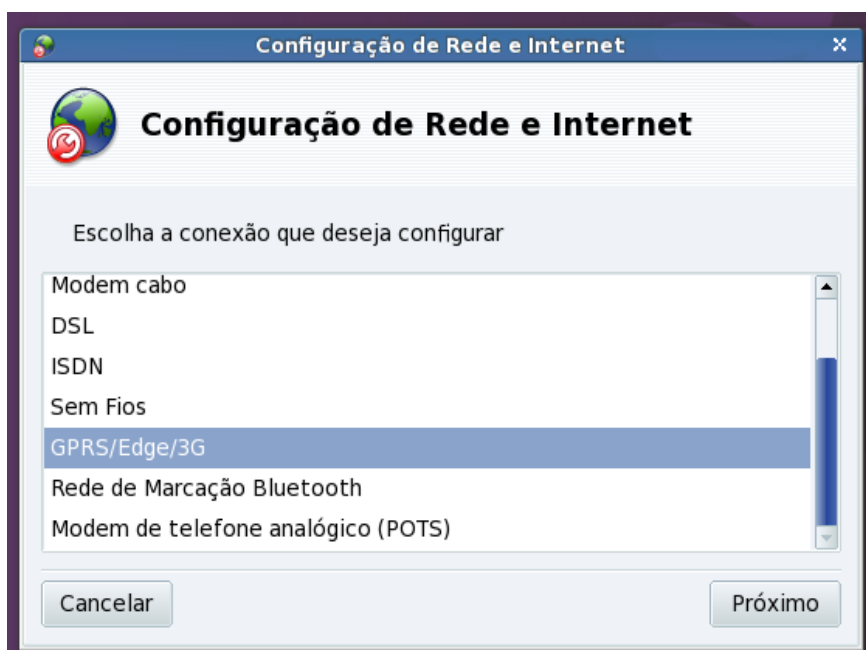 Configuração de Rede e Internet
Configuração de Rede e Internet
Escolha a conexão que deseja configurar
Modem cabo
DSL
ISDN
Sem Fios
GPRS/Edge/3G
Rede de Marcação Bluetooth
Modem de telefone analógico (POTS)
Cancelar
Próximo